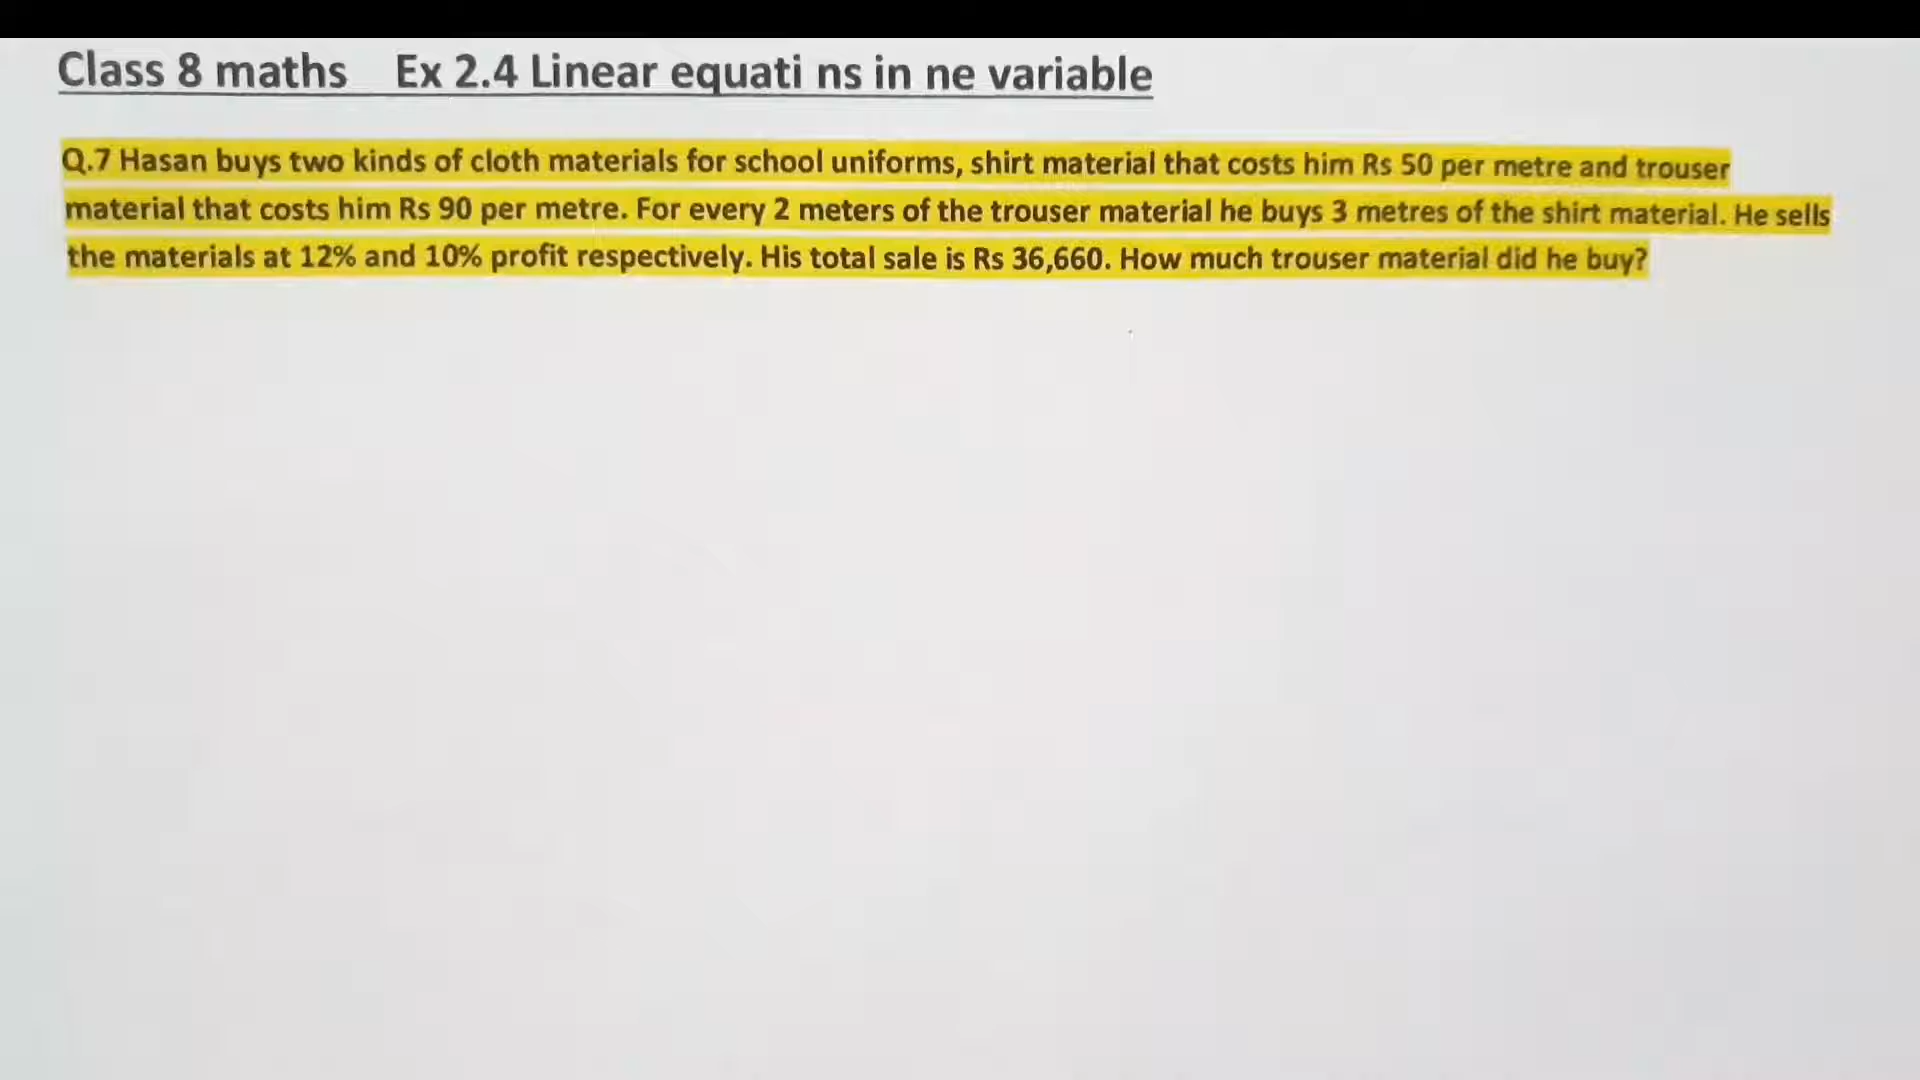 Class 8 maths Ex 2.4 Linear equati ns in ne variable
Q.7 Hasan buys two kinds of cloth materials for school uniforms, shirt material that costs him Rs 50 per metre and trouser
material that costs him Rs 90 per metre. For every 2 meters of the trouser material he buys 3 metres of the shirt material. He sells
the materials at 12% and 10% profit respectively. His total sale is Rs 36,660. How much trouser material did he buy?